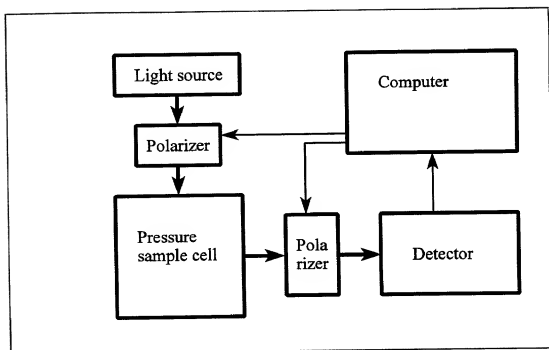 Light source
Computer
Polarizer
Pressure
sample cell
Pola
rizer
Detector